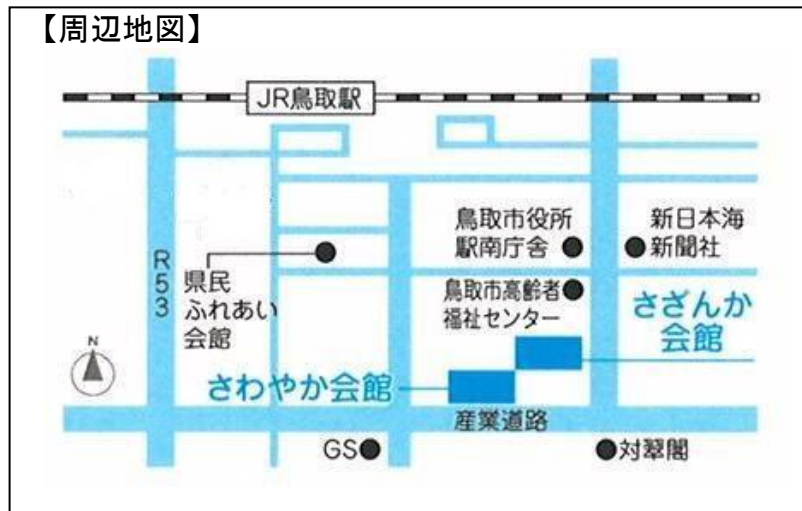 【周辺地図】
JR鳥取駅
鳥取市役所
駅南庁舎
新日本海
新聞社
R53
県民
ふれあい
会館
鳥取市高齢者
福祉センター
さざんか
会館
N
さわやか会館
産業道路
GS
対翠閣